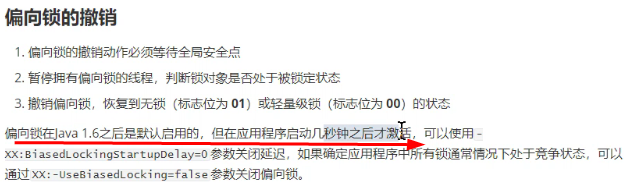 偏向锁的撤销
1. 偏向锁的撤销动作必须等待全局安全点
2. 暂停拥有偏向锁的线程，判断锁对象是否处于被锁定状态
3. 撤销偏向锁，恢复到无锁（标志位为 01）或轻量级锁（标志位为 00）的状态
偏向锁在Java 1.6之后是默认启用的，但在应用程序启动几秒钟之后才激活，可以使用 -
XX:BiasedLockingStartupDelay=0 参数关闭延迟，如果确定应用程序中所有锁通常情况下处于竞争状态，可以
通过 XX:-UseBiasedLocking=false 参数关闭偏向锁。